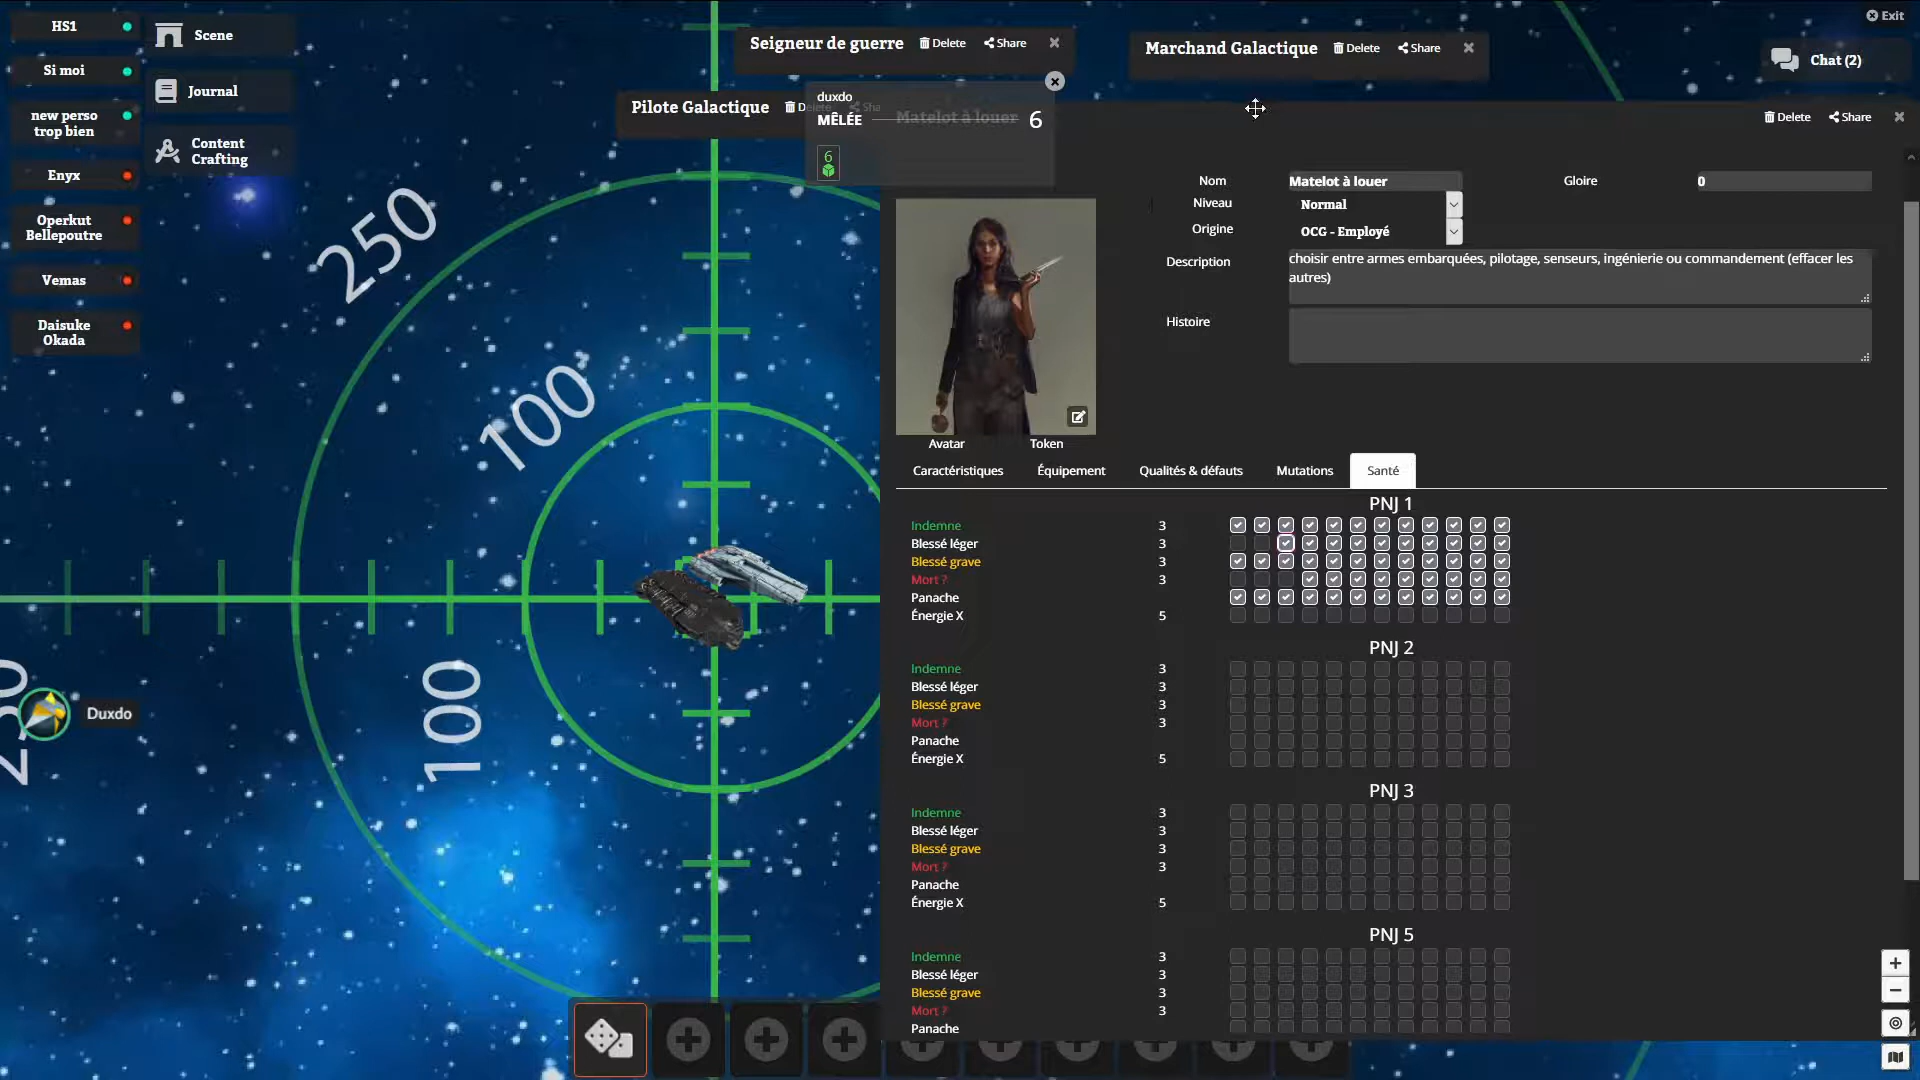 HS1
Si moi
new perso
trop bien
Enyx
Operkut
Bellepoutre
Vemas
Daisuke
Okada
Scene
Journal
Content
Crafting
Seigneur de guerre Delete Share
Marchand Galactique Delete Share
Exit
Chat (2)
Pilote Galactique
duxdo
MÊLÉE 6
6
Matelot à louer
Delete Share
Nom Matelot à louer Gloire 0
Niveau Normal
Origine OCG - Employé
Description choisir entre armes embarquées, pilotage, senseurs, ingénierie ou commandement (effacer les
autres)
Histoire
Avatar Token
Caractéristiques Équipement Qualités & défauts Mutations Santé
PNJ 1
Indemne 3
Blessé léger 3
Blessé grave 3
Mort ? 3
Panache
Énergie X 5
PNJ 2
Indemne 3
Blessé léger 3
Blessé grave 3
Mort ? 3
Panache
Énergie X 5
PNJ 3
Indemne 3
Blessé léger 3
Blessé grave 3
Mort ? 3
Panache
Énergie X 5
PNJ 5
Indemne 3
Blessé léger 3
Blessé grave 3
Mort ? 3
Panache
250
100
100
Duxdo